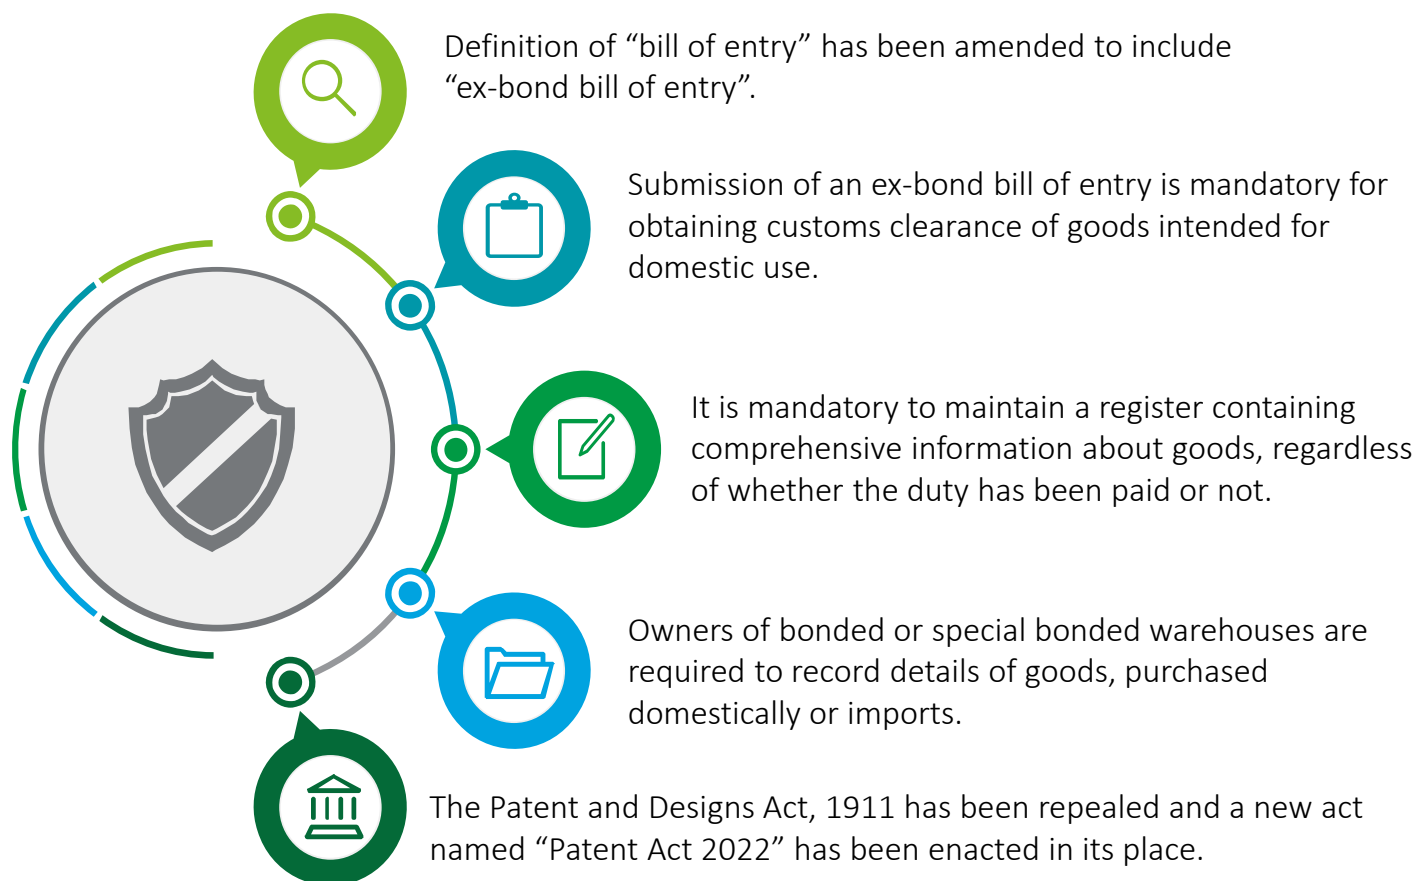 Definition of “bill of entry” has been amended to include
“ex-bond bill of entry”.
Submission of an ex-bond bill of entry is mandatory for
obtaining customs clearance of goods intended for
domestic use.
It is mandatory to maintain a register containing
comprehensive information about goods, regardless
of whether the duty has been paid or not.
Owners of bonded or special bonded warhouses are
required to record details of goods, purchased
domestically or imports.
The Patent and Designs Act, 1911 has been repealed and a new act
named “Patent Act 2022” has been enacted in its place.